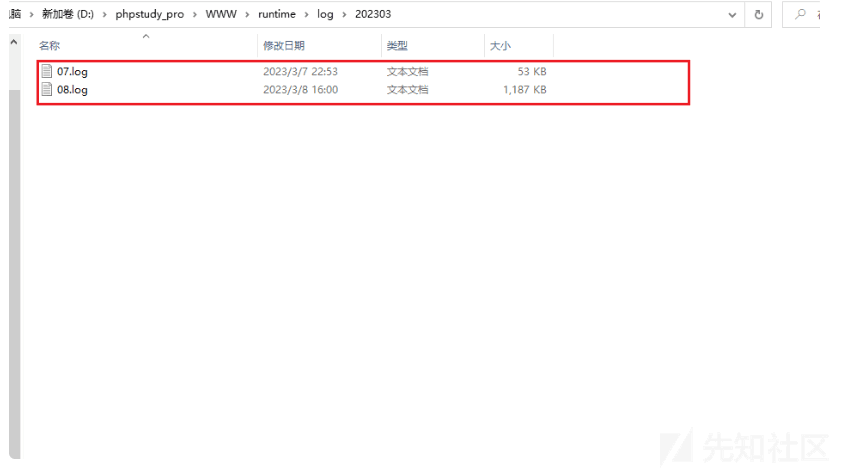 新加卷 (D:) › phpstudy_pro › WWW › runtime › log › 202303
名称 修改日期 类型 大小
07.log 2023/3/7 22:53 文本文档 53 KB
08.log 2023/3/8 16:00 文本文档 1,187 KB
先知社区